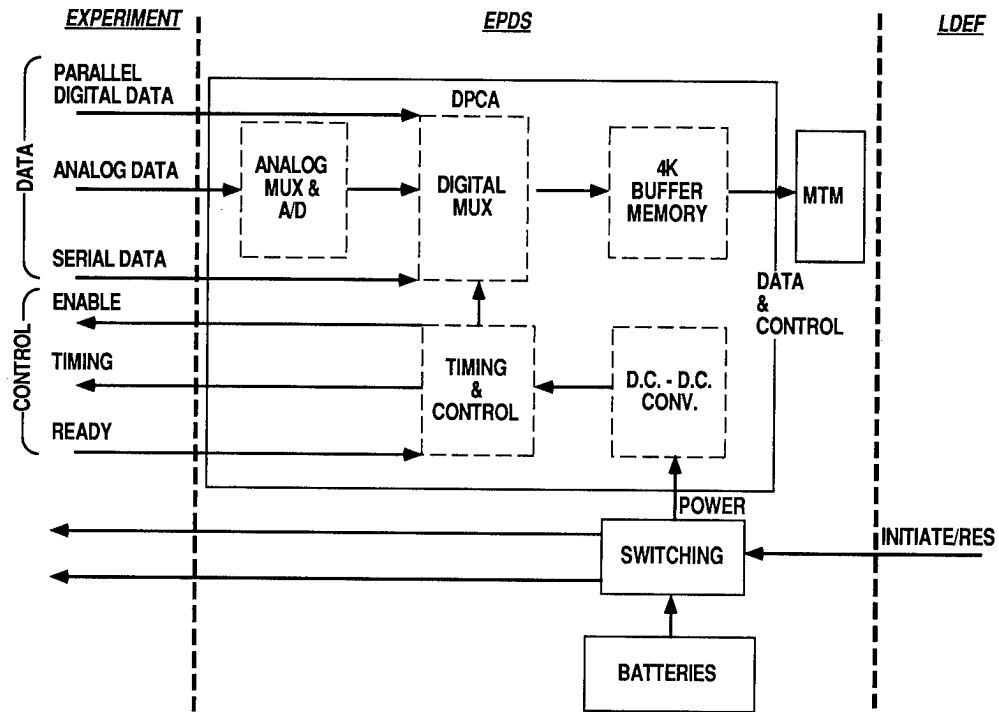 EXPERIMENT
EPDS
LDEF
DATA
PARALLEL
DIGITAL DATA
ANALOG DATA
SERIAL DATA
CONTROL
ENABLE
TIMING
READY
DPCA
ANALOG
MUX &
A/D
DIGITAL
MUX
4K
BUFFER
MEMORY
MTM
DATA
&
CONTROL
TIMING
&
CONTROL
D.C. - D.C.
CONV.
POWER
SWITCHING
INITIATE/RES
BATTERIES